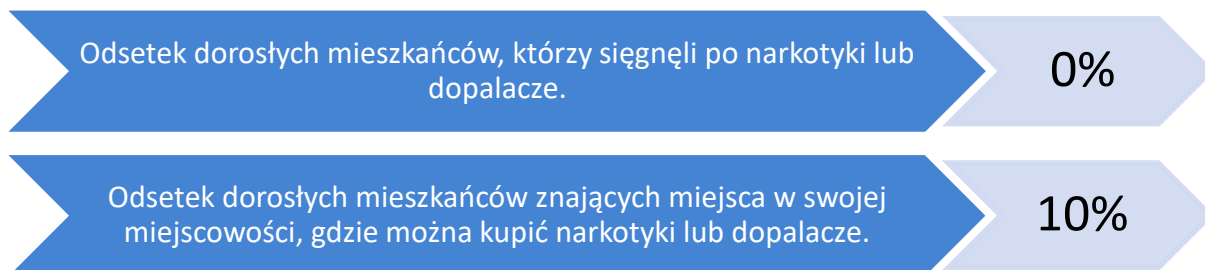 Odsetek dorosłych mieszkańców, którzy sięgnęli po narkotyki lub
dopalacze.
0%
Odsetek dorosłych mieszkańców znających miejsca w swojej
miejscowości, gdzie można kupić narkotyki lub dopalacze.
10%